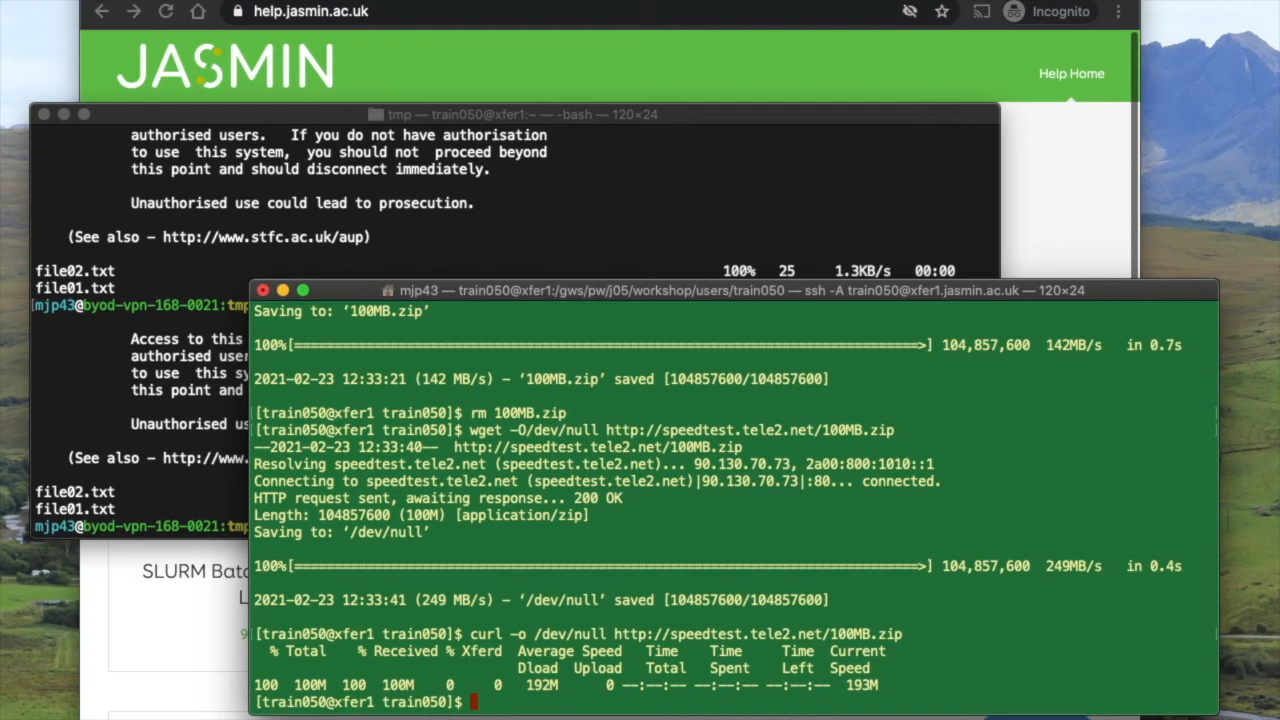 help.jasmin.ac.uk
Incognito
JASMIN
Help Home
tmp — train050@xfer1:~ — -bash — 120×24
authorised users.   If you do not have authorisation
to use  this system,  you should not  proceed beyond
this point and should disconnect immediately.
Unauthorised use could lead to prosecution.
(See also – http://www.stfc.ac.uk/aup)
file02.txt 100% 25 1.3KB/s 00:00
file01.txt
[mjp43@byod-vpn-168-0021:tmp
Access to this
authorised user
to use  this sy
this point and
Unauthorised us
(See also – http://www.
file02.txt
file01.txt
mjp43@byod-vpn-168-0021:tmp
SLURM Batc
L
9
mjp43 — train050@xfer1:/gws/pw/j05/workshop/users/train050 — ssh -A train050@xfer1.jasmin.ac.uk — 120×24
Saving to: ‘100MB.zip’
100%[==============================================================================>] 104,857,600  142MB/s   in 0.7s
2021-02-23 12:33:21 (142 MB/s) – ‘100MB.zip’ saved [104857600/104857600]
[[train050@xfer1 train050]$ rm 100MB.zip ]
[[train050@xfer1 train050]$ wget -O/dev/null http://speedtest.tele2.net/100MB.zip ]
--2021-02-23 12:33:40--  http://speedtest.tele2.net/100MB.zip
Resolving speedtest.tele2.net (speedtest.tele2.net)... 90.130.70.73, 2a00:800:1010::1
Connecting to speedtest.tele2.net (speedtest.tele2.net)|90.130.70.73|:80... connected.
HTTP request sent, awaiting response... 200 OK
Length: 104857600 (100M) [application/zip]
Saving to: ‘/dev/null’
100%[==============================================================================>] 104,857,600  249MB/s   in 0.4s
2021-02-23 12:33:41 (249 MB/s) – ‘/dev/null’ saved [104857600/104857600]
[[train050@xfer1 train050]$ curl -o /dev/null http://speedtest.tele2.net/100MB.zip ]
% Total    % Received % Xferd  Average Speed   Time    Time     Time  Current
Dload  Upload   Total   Spent    Left  Speed
100  100M  100  100M    0     0   192M      0 --:--:-- --:--:-- --:--:--  193M
[train050@xfer1 train050]$